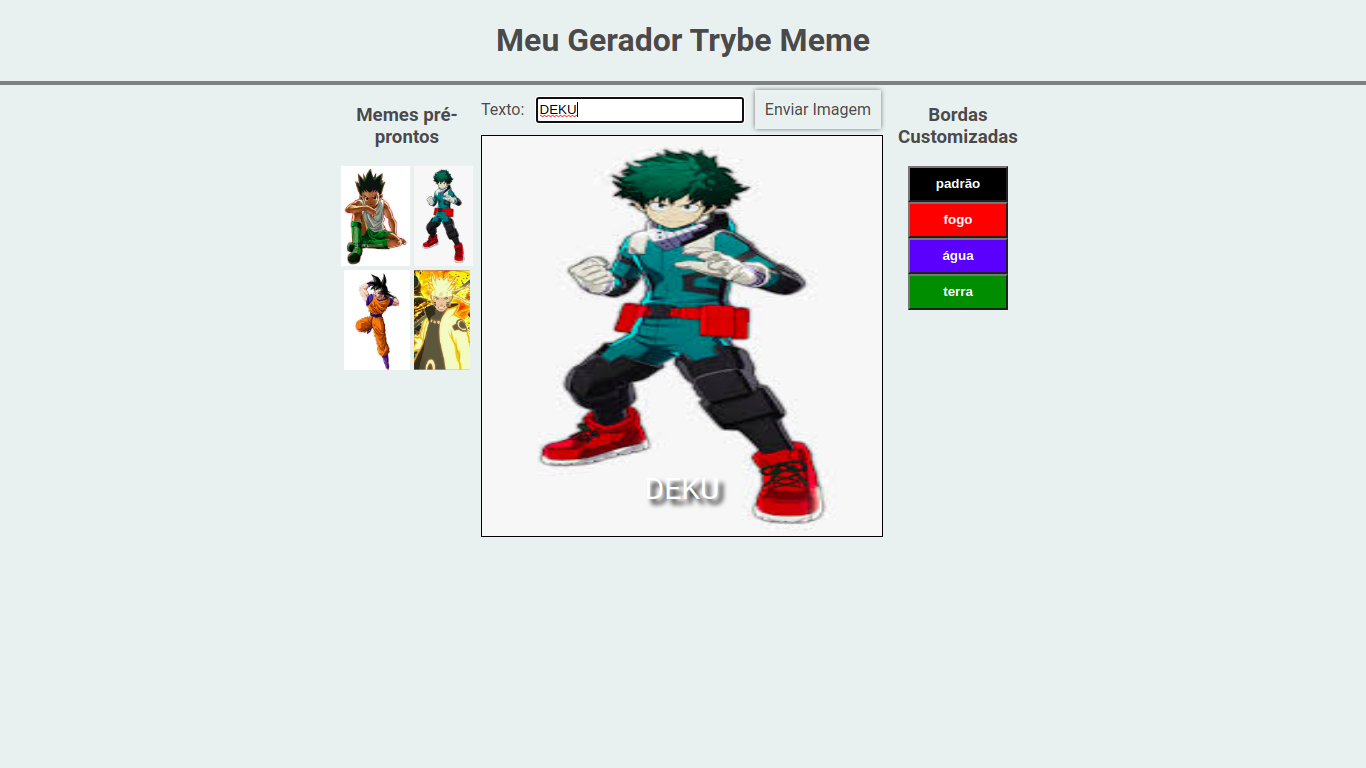 Meu Gerador Trybe Meme
Memes pré-
prontos
Texto: DEKU
Enviar Imagem
DEKU
Bordas
Customizadas
padrão
fogo
água
terra